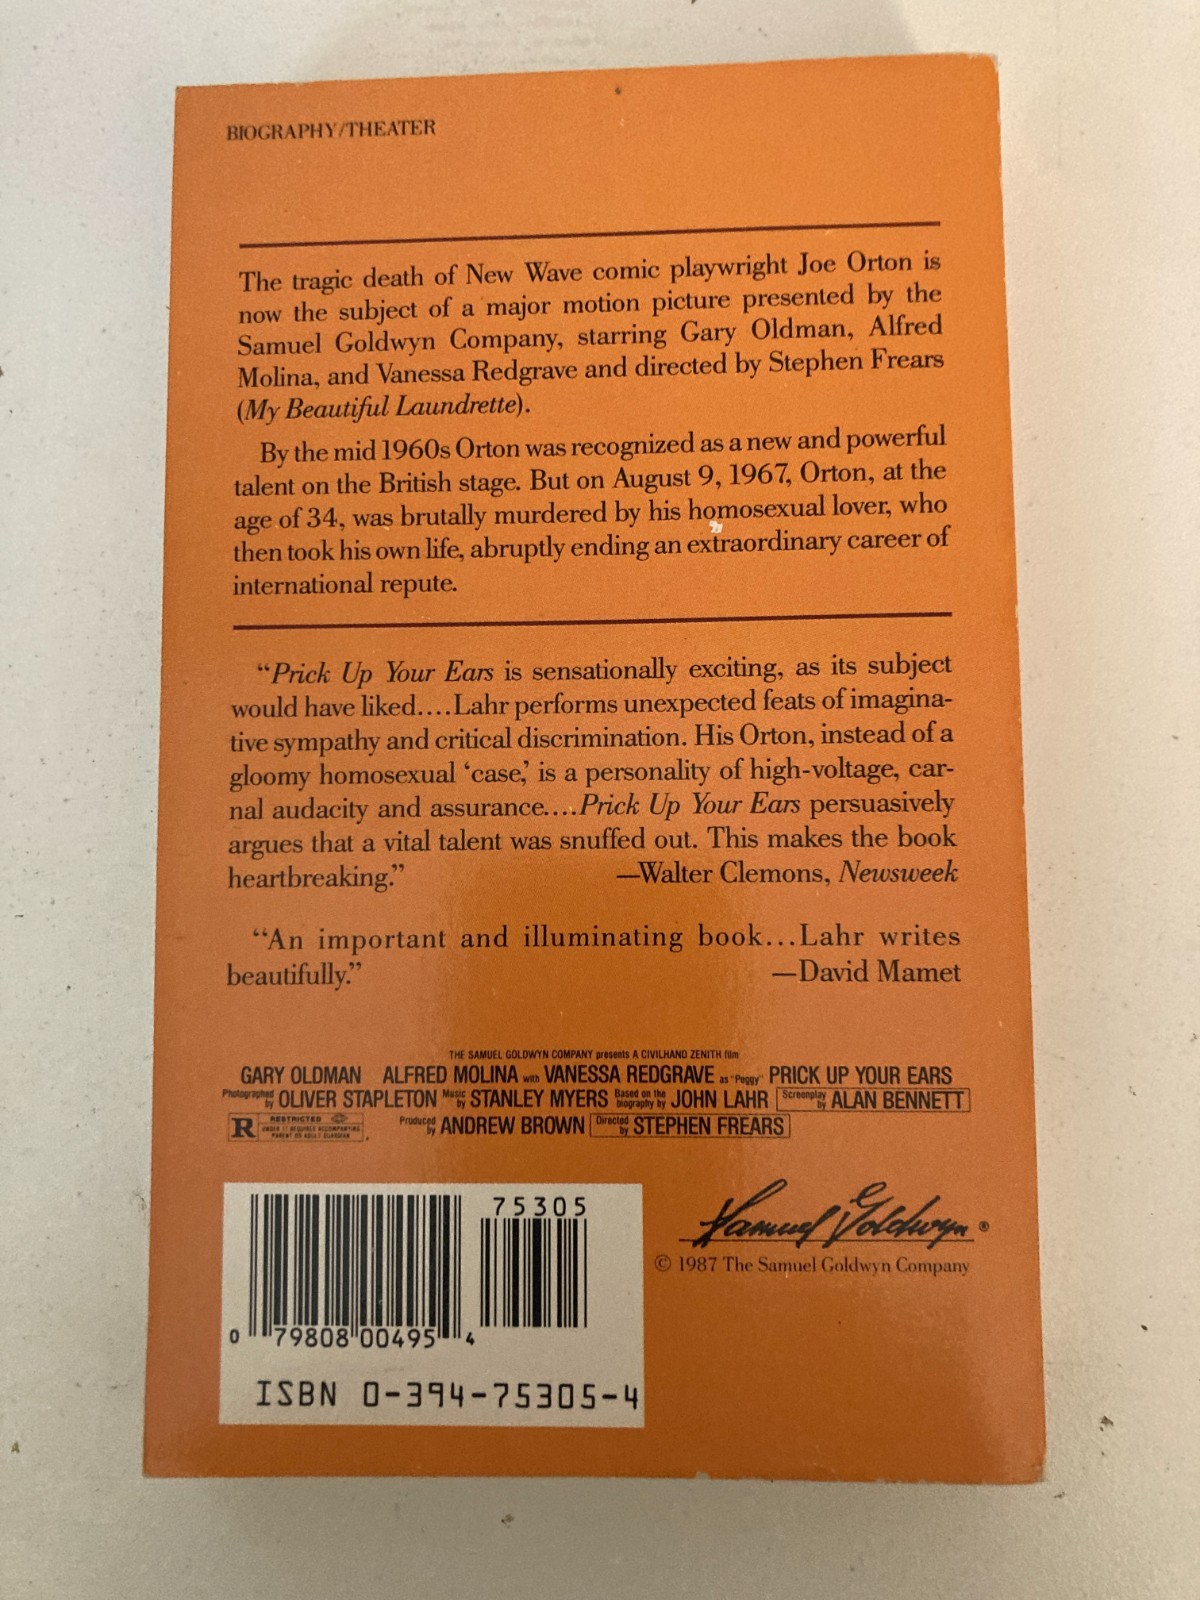 BIOGRAPHY/THEATER
The tragic death of New Wave comic playwright Joe Orton is
now the subject of a major motion picture presented by the
Samuel Goldwyn Company, starring Gary Oldman, Alfred
Molina, and Vanessa Redgrave and directed by Stephen Frears
(My Beautiful Laundrette).
By the mid 1960s Orton was recognized as a new and powerful
talent on the British stage. But on August 9, 1967, Orton, at the
age of 34, was brutally murdered by his homosexual lover, who
then took his own life, abruptly ending an extraordinary career of
international repute.
“Prick Up Your Ears is sensationally exciting, as its subject
would have liked....Lahr performs unexpected feats of imagina-
tive sympathy and critical discrimination. His Orton, instead of a
gloomy homosexual ‘case,’ is a personality of high-voltage, car-
nal audacity and assurance....Prick Up Your Ears persuasively
argues that a vital talent was snuffed out. This makes the book
heartbreaking.” —Walter Clemons, Newsweek
“An important and illuminating book...Lahr writes
beautifully.” —David Mamet
THE SAMUEL GOLDWYN COMPANY presents A CIVILHAND ZENITH film
GARY OLDMAN ALFRED MOLINA with VANESSA REDGRAVE as "Peggy" PRICK UP YOUR EARS
Photographed by OLIVER STAPLETON Music by STANLEY MYERS Based on the biography by JOHN LAHR Screenplay by ALAN BENNETT
R RESTRICTED UNDER 17 REQUIRES ACCOMPANYING PARENT OR ADULT GUARDIAN Produced by ANDREW BROWN Directed by STEPHEN FREARS
75305
0 79808 00495 4
ISBN 0-394-75305-4
Samuel Goldwyn ®
© 1987 The Samuel Goldwyn Company